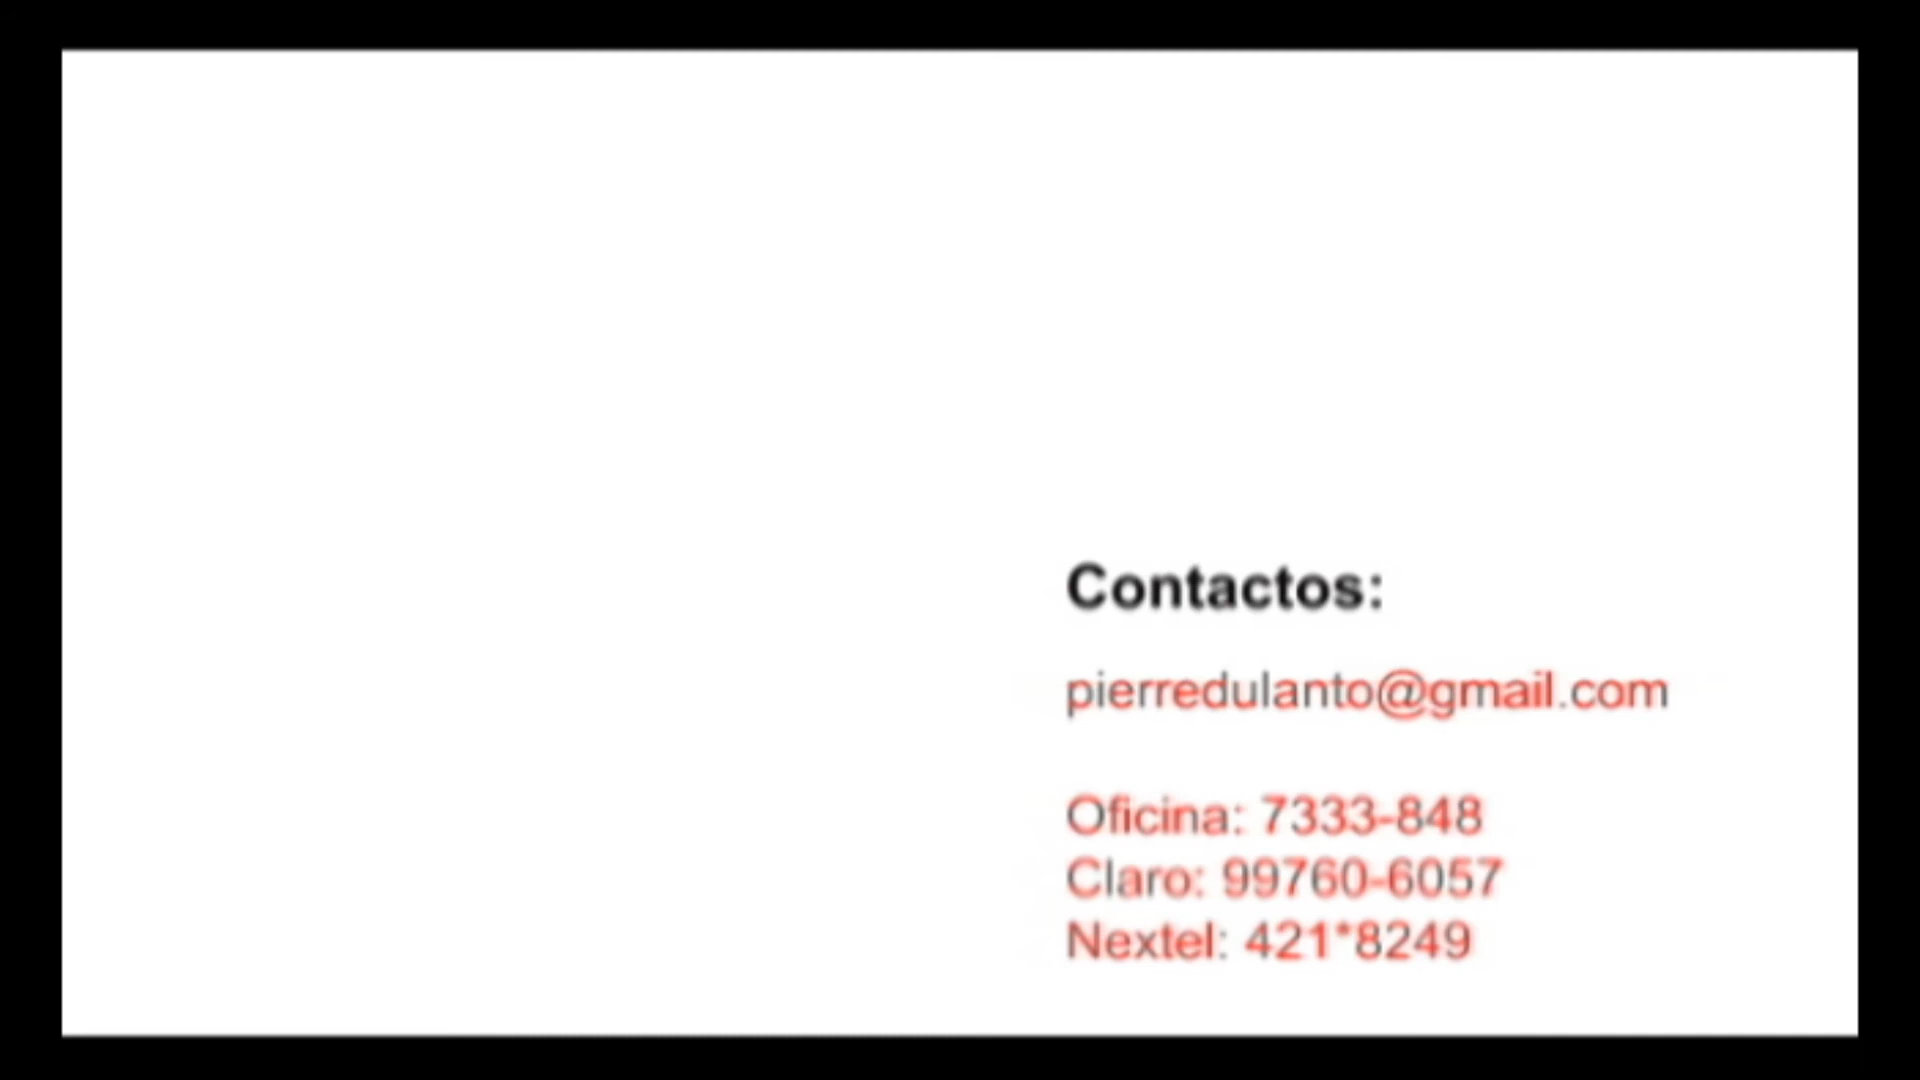 Contactos:
pierredulanto@gmail.com
Oficina: 7333-848
Claro: 99760-6057
Nextel: 421*8249